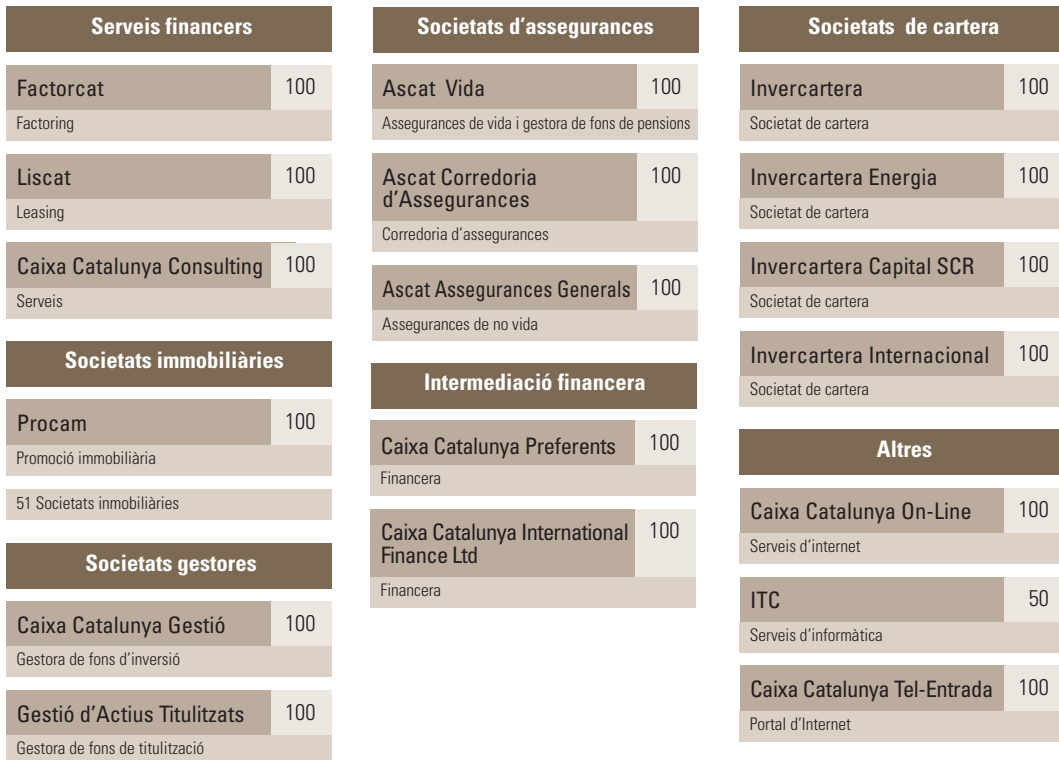 Serveis financers
Factorcat 100
Factoring
Liscat 100
Leasing
Caixa Catalunya Consulting 100
Serveis
Societats immobiliàries
Procam 100
Promoció immobiliària
51 Societats inmobiliàries
Societats gestores
Caixa Catalunya Gestió 100
Gestora de fons d'inversió
Gestió d'Actius Titulitzats 100
Gestora de fons de titulització
Societats d'assegurances
Ascat Vida 100
Assegurances de vida i gestora de fons de pensions
Ascat Corredoria 100
d'Assegurances
Corredoria d'assegurances
Ascat Assegurances Generals 100
Assegurances de no vida
Intermediació financera
Caixa Catalunya Preferents 100
Financera
Caixa Catalunya International 100
Finance Ltd
Financera
Societats de cartera
Invercartera 100
Societat de cartera
Invercartera Energia 100
Societat de cartera
Invercartera Capital SCR 100
Societat de cartera
Invercartera Internacional 100
Societat de cartera
Altres
Caixa Catalunya On-Line 100
Serveis d'internet
ITC 50
Serveis d'informàtica
Caixa Catalunya Tel-Entrada 100
Portal d'Internet